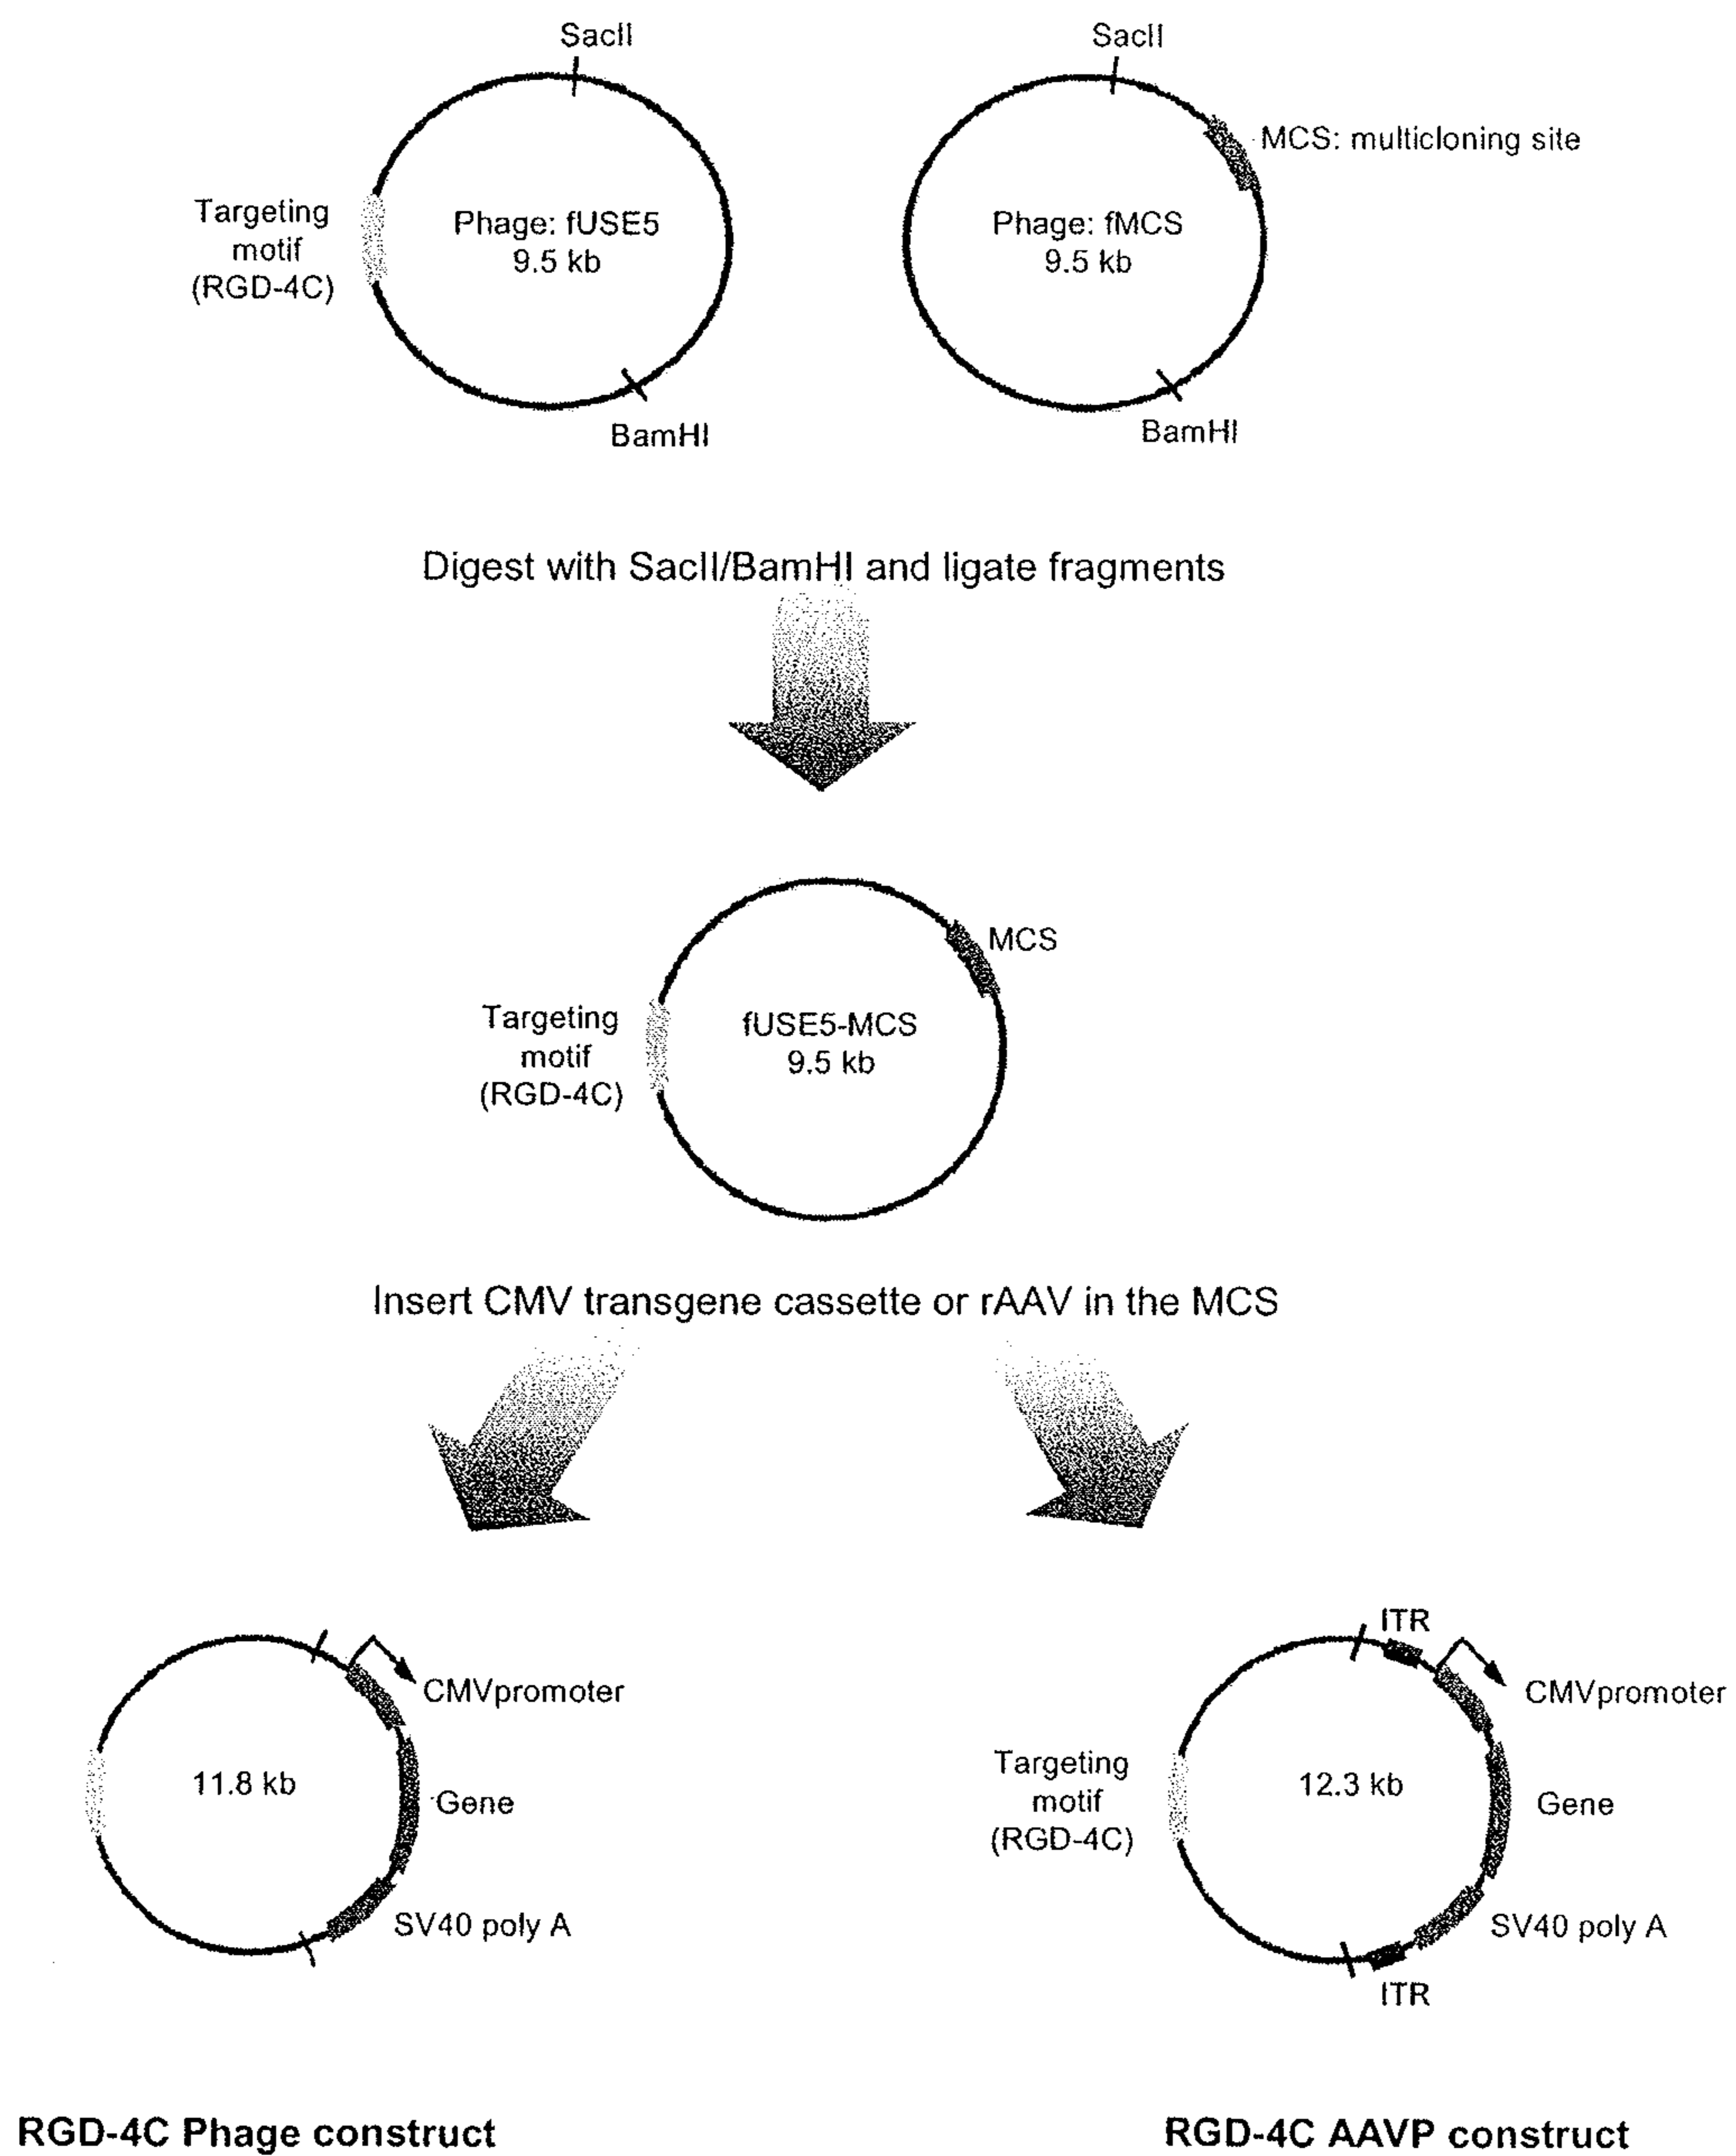 SacII
SacII
MCS: multicloning site
Targeting
motif
(RGD-4C)
Phage: fUSE5
9.5 kb
Phage: fMCS
9.5 kb
BamHI
BamHI
Digest with SacII/BamHI and ligate fragments
MCS
Targeting
motif
(RGD-4C)
fUSE5-MCS
9.5 kb
Insert CMV transgene cassette or rAAV in the MCS
CMVpromoter
11.8 kb
Gene
SV40 poly A
ITR
CMVpromoter
Targeting
motif
(RGD-4C)
12.3 kb
Gene
SV40 poly A
ITR
RGD-4C Phage construct
RGD-4C AAVP construct